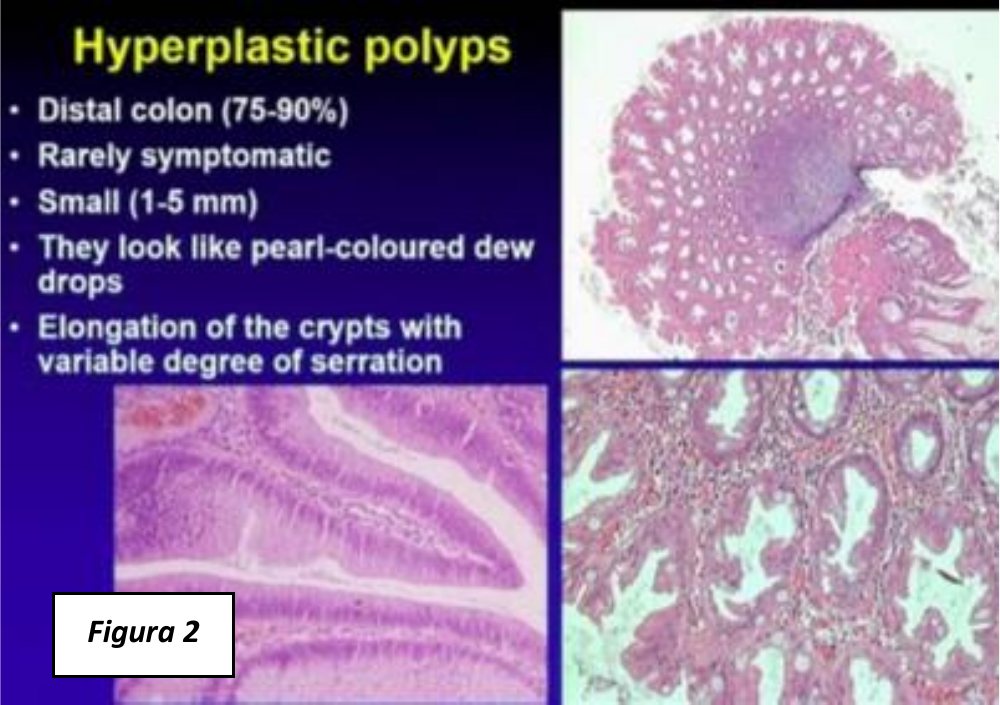 Hyperplastic polyps
• Distal colon (75-90%)
• Rarely symptomatic
• Small (1-5 mm)
• They look like pearl-coloured dew
drops
• Elongation of the crypts with
variable degree of serration
Figura 2